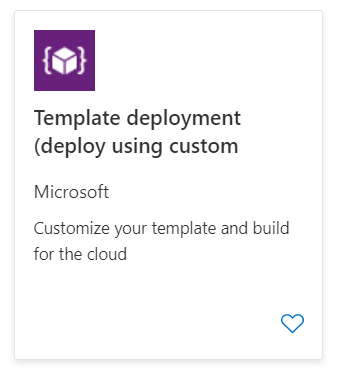 Template deployment
(deploy using custom
Microsoft
Customize your template and build
for the cloud